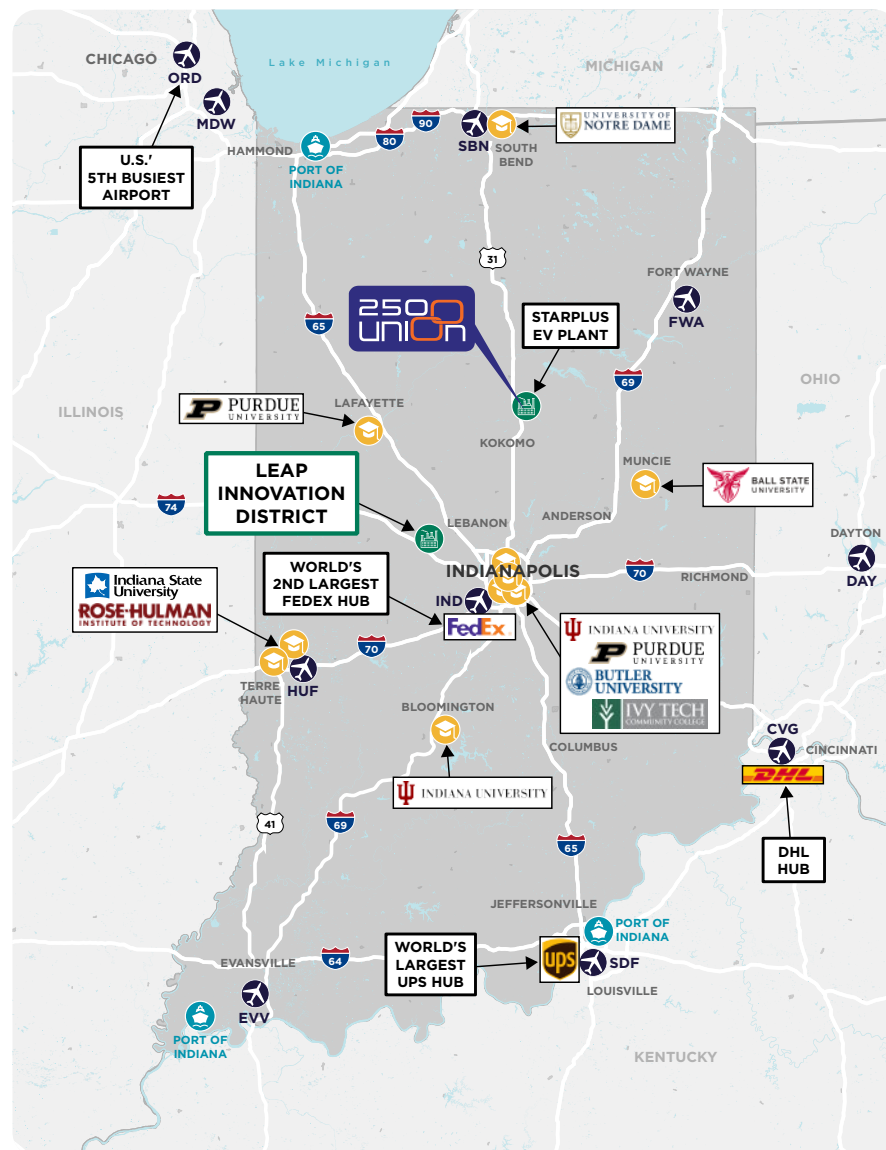 Lake Michigan
CHICAGO
ORD
MICHIGAN
MDW
90
80
UNIVERSITY OF
NOTRE DAME
SBN
SOUTH
BEND
HAMMOND
PORT OF
INDIANA
U.S.'
5TH BUSIEST
AIRPORT
31
FORT WAYNE
FWA
2500
UNION
STARPLUS
EV PLANT
65
69
OHIO
ILLINOIS
P PURDUE
UNIVERSITY
LAFAYETTE
KOKOMO
MUNCIE
BALL STATE
UNIVERSITY
LEAP
INNOVATION
DISTRICT
74
LEBANON
ANDERSON
DAYTON
DAY
INDIANAPOLIS
70
RICHMOND
WORLD'S
2ND LARGEST
FEDEX HUB
IND
FedEx
Indiana State
University
ROSE-HULMAN
INSTITUTE OF TECHNOLOGY
70
INDIANA UNIVERSITY
P PURDUE
UNIVERSITY
BUTLER
UNIVERSITY
IVY TECH
COMMUNITY COLLEGE
TERRE
HAUTE
HUF
BLOOMINGTON
COLUMBUS
CVG
CINCINNATI
DHL
INDIANA UNIVERSITY
41
69
65
DHL
HUB
JEFFERSONVILLE
PORT OF
INDIANA
WORLD'S
LARGEST
UPS HUB
ups
SDF
LOUISVILLE
EVANSVILLE
64
EVV
PORT OF
INDIANA
KENTUCKY